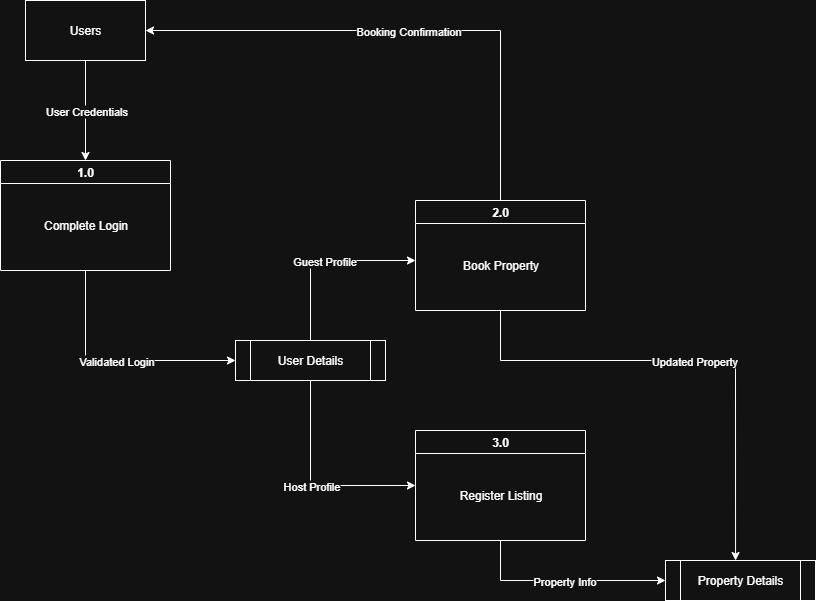 Users
Booking Confirmation
User Credentials
1.0
Complete Login
2.0
Book Property
Guest Profile
Validated Login
User Details
Updated Property
3.0
Register Listing
Host Profile
Property Info
Property Details